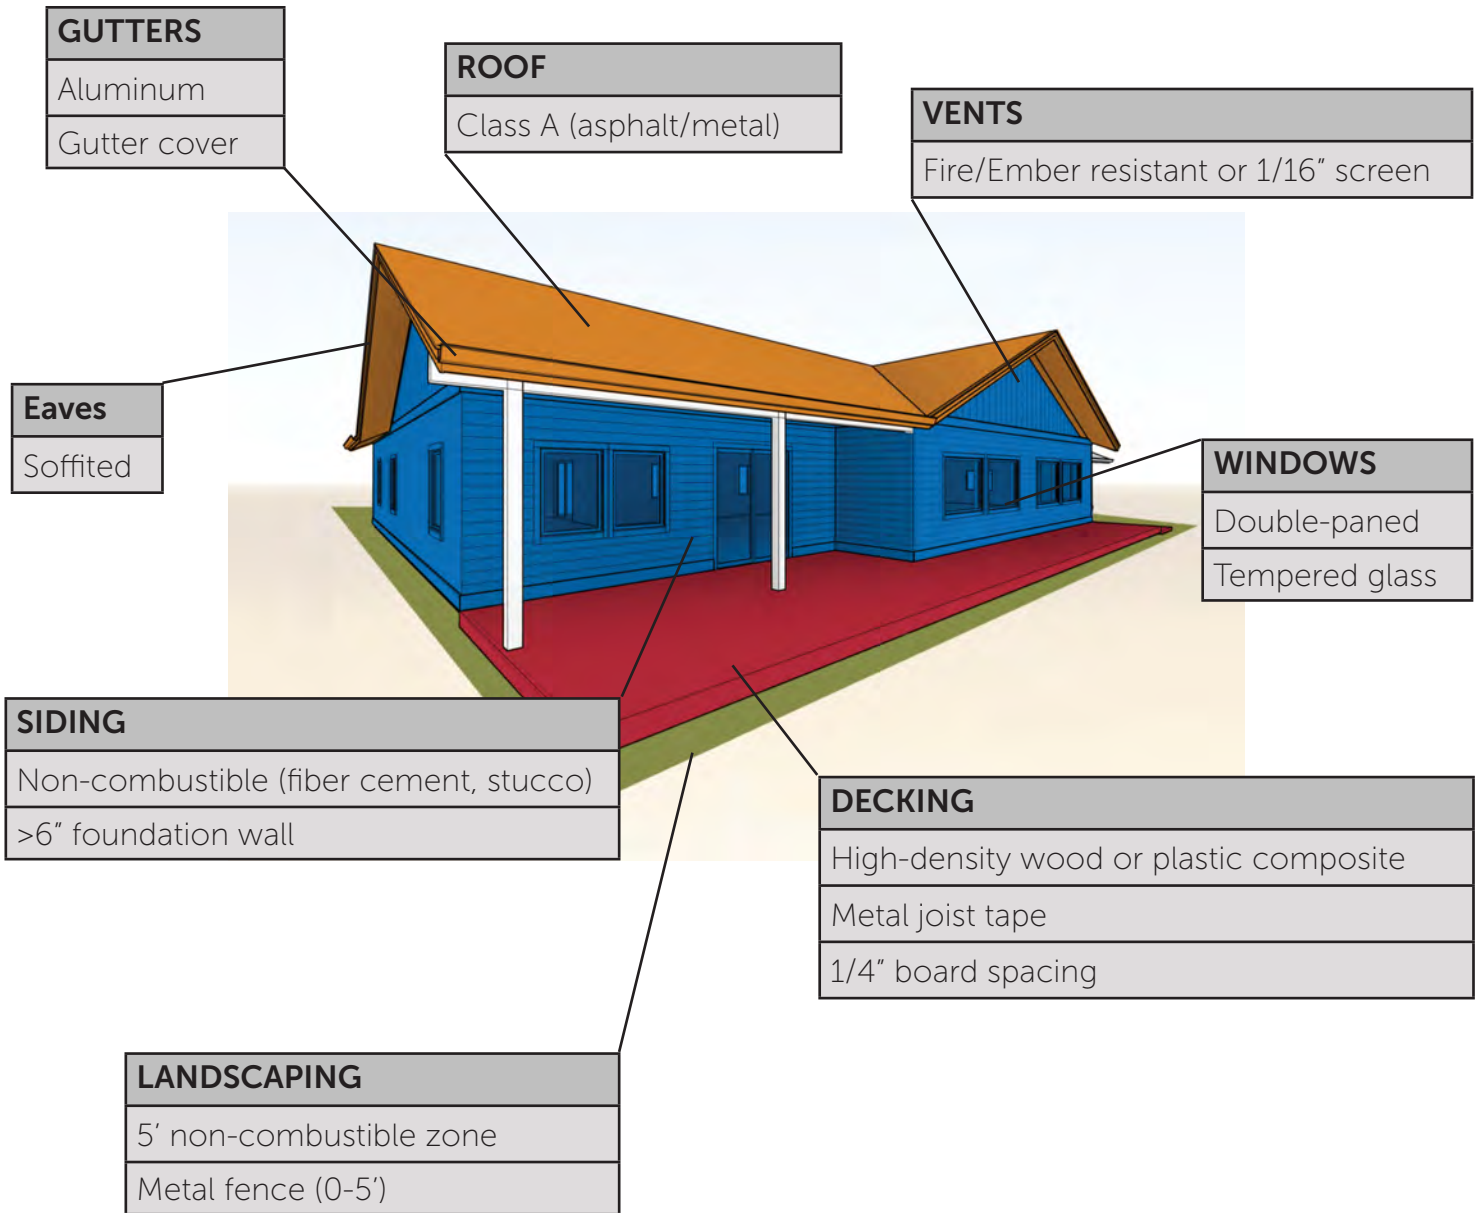 GUTTERS
Aluminum
Gutter cover
ROOF
Class A (asphalt/metal)
VENTS
Fire/Ember resistant or 1/16" screen
Eaves
Soffited
WINDOWS
Double-paned
Tempered glass
SIDING
Non-combustible (fiber cement, stucco)
>6" foundation wall
DECKING
High-density wood or plastic composite
Metal joist tape
1/4" board spacing
LANDSCAPING
5' non-combustible zone
Metal fence (0-5')